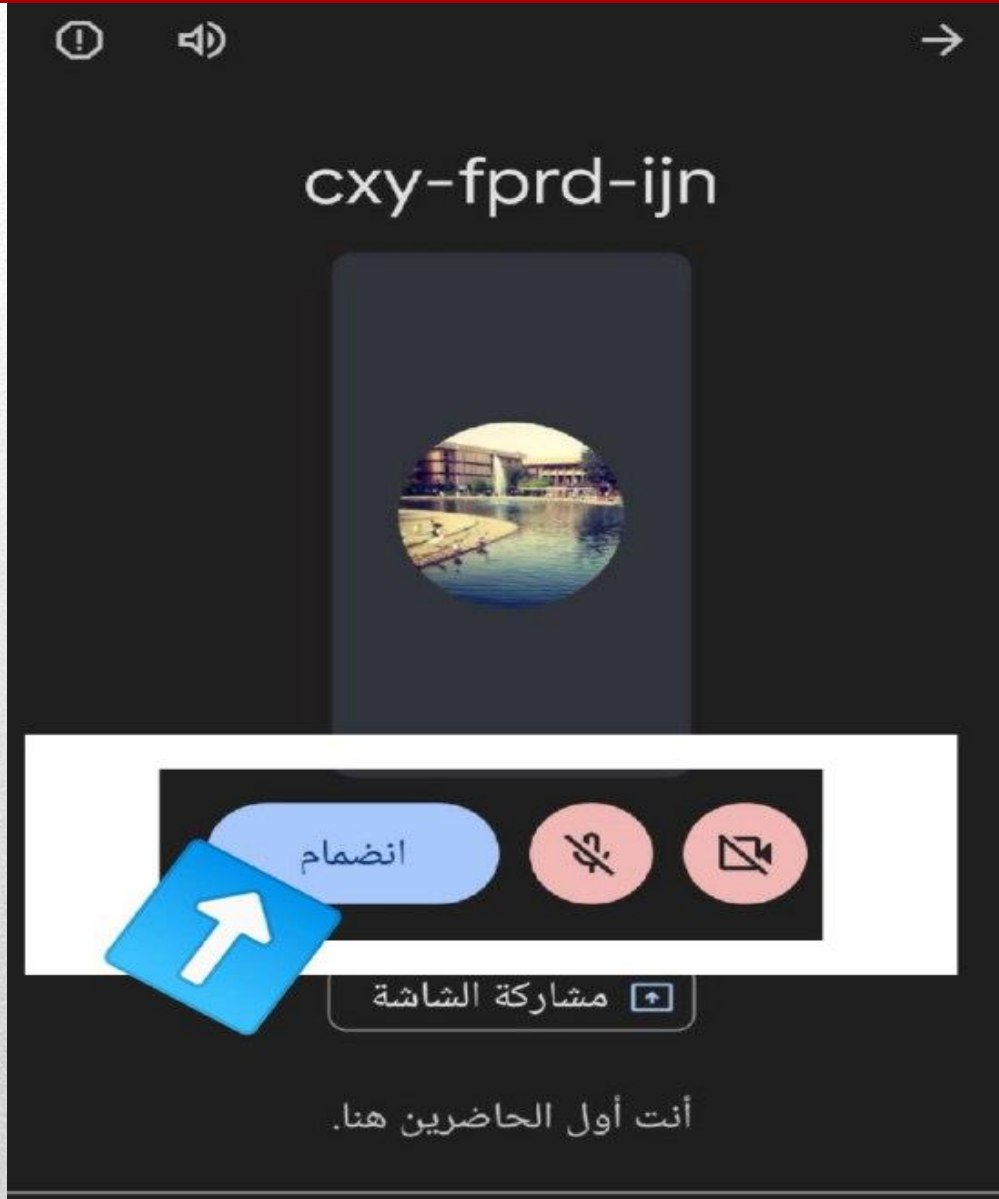 cxy-fprd-ijn
انضمام
مشاركة الشاشة
أنت أول الحاضرين هنا.